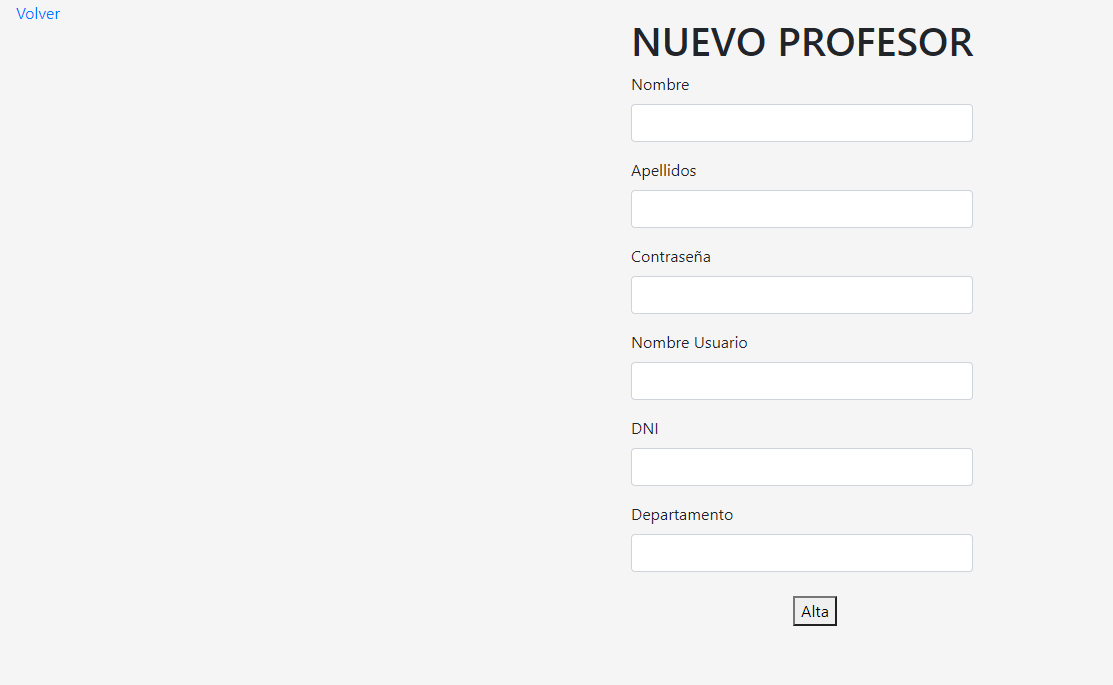 Volver
NUEVO PROFESOR
Nombre
Apellidos
Contraseña
Nombre Usuario
DNI
Departamento
Alta